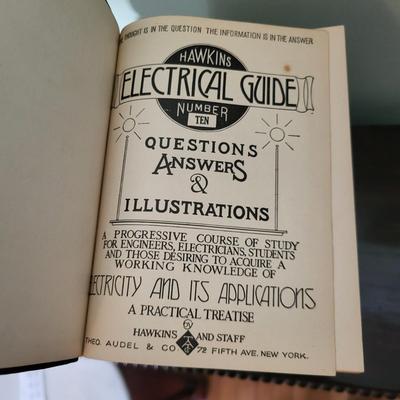 THOUGHT IS IN THE QUESTION THE INFORMATION IS IN THE ANSWER
HAWKINS
ELECTRICAL GUIDE
NUMBER
TEN
QUESTIONS
ANSWERS
&
ILLUSTRATIONS
A PROGRESSIVE COURSE OF STUDY
FOR ENGINEERS, ELECTRICIANS, STUDENTS
AND THOSE DESIRING TO ACQUIRE A
WORKING KNOWLEDGE OF
ELECTRICITY AND ITS APPLICATIONS
A PRACTICAL TREATISE
by
HAWKINS AND STAFF
THEO. AUDEL & CO 72 FIFTH AVE. NEW YORK.